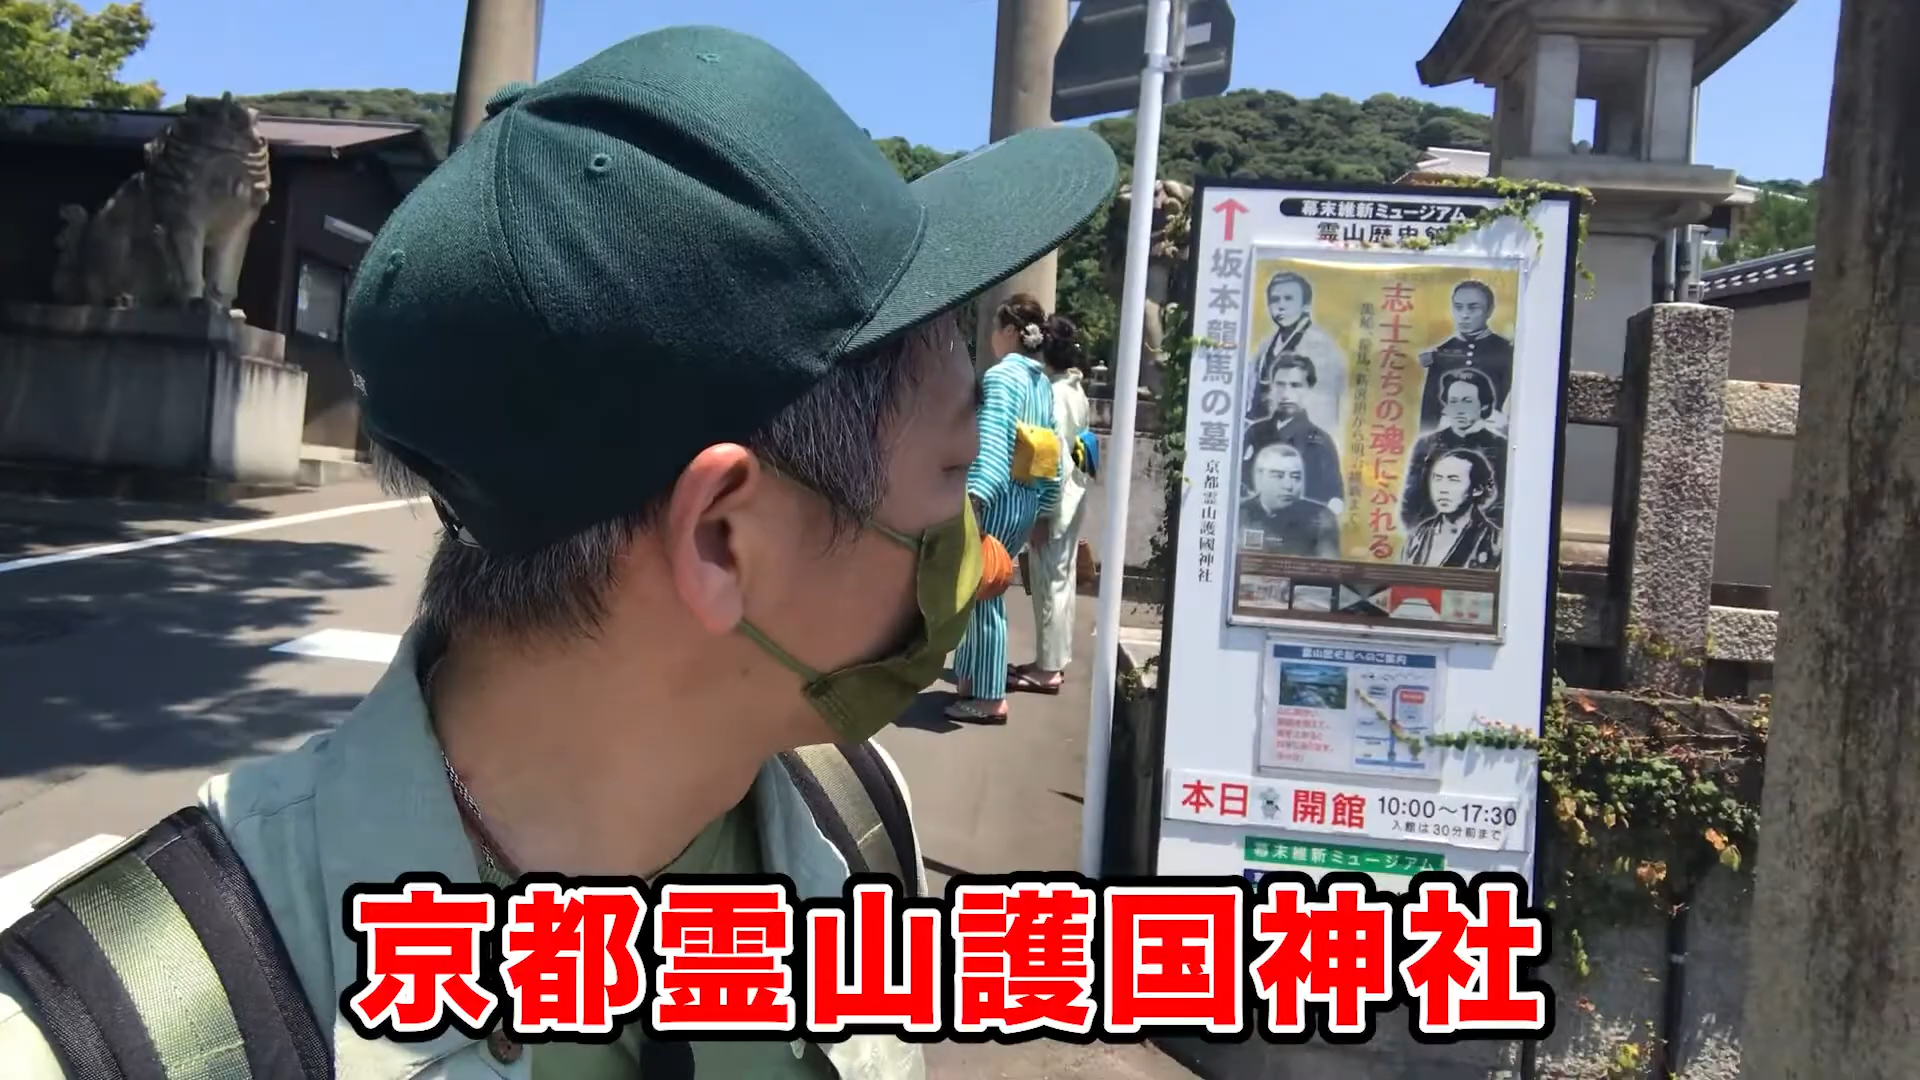 幕末維新ミュージアム
霊山歴史館
坂本龍馬の墓
京都霊山護國神社
志士たちの魂にふれる
霊山歴史館へのご案内
本日 開館 10:00〜17:30
入館は30分前まで
幕末維新ミュージアム
京都霊山護国神社